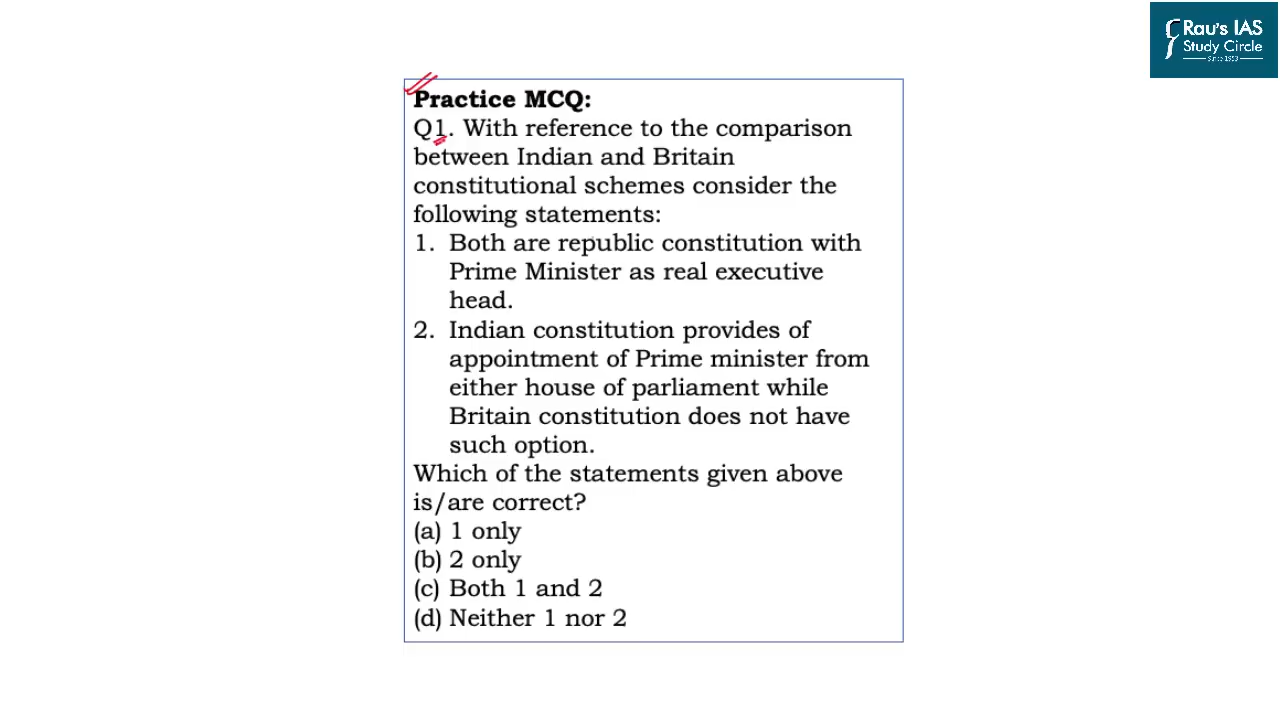 Rau's IAS
Study Circle
Since 1953
Practice MCQ:
Q1. With reference to the comparison
between Indian and Britain
constitutional schemes consider the
following statements:
1. Both are republic constitution with
Prime Minister as real executive
head.
2. Indian constitution provides of
appointment of Prime minister from
either house of parliament while
Britain constitution does not have
such option.
Which of the statements given above
is/are correct?
(a) 1 only
(b) 2 only
(c) Both 1 and 2
(d) Neither 1 nor 2